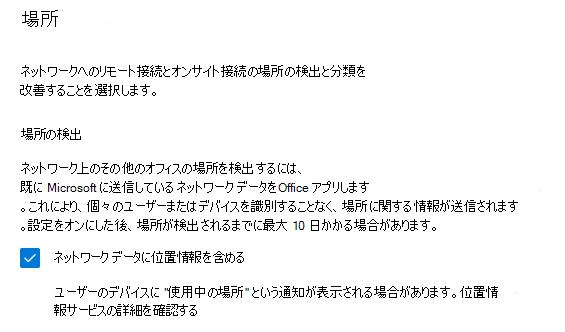 場所
ネットワークへのリモート接続とオンサイト接続の場所の検出と分類を
改善することを選択します。
場所の検出
ネットワーク上のその他のオフィスの場所を検出するには、
既に Microsoft に送信しているネットワーク データをOffice アプリします
。これにより、個々のユーザーまたはデバイスを識別することなく、場所に関する情報が送信されます
。設定をオンにした後、場所が検出されるまでに最大 10 日かかる場合があります。
ネットワーク データに位置情報を含める
ユーザーのデバイスに "使用中の場所" という通知が表示される場合があります。位置情
報サービスの詳細を確認する